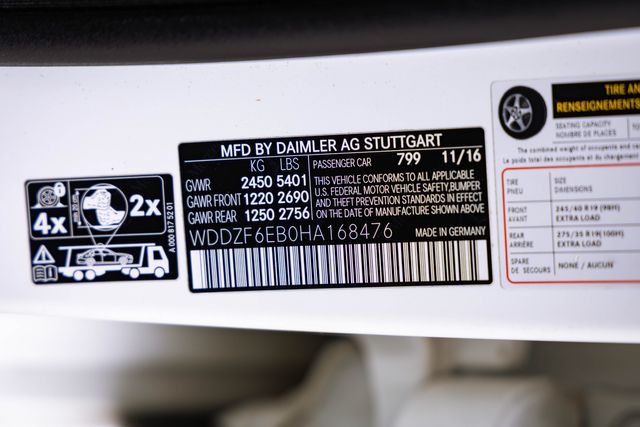 4x
min 20 cm
2x
A 000 817 52 01
MFD BY DAIMLER AG STUTTGART
KG LBS
GVWR 2450 5401
GAWR FRONT 1220 2690
GAWR REAR 1250 2756
PASSENGER CAR 799 11/16
THIS VEHICLE CONFORMS TO ALL APPLICABLE
U.S. FEDERAL MOTOR VEHICLE SAFETY,BUMPER
AND THEFT PREVENTION STANDARDS IN EFFECT
ON THE DATE OF MANUFACTURE SHOWN ABOVE
WDDZF6EB0HA168476 MADE IN GERMANY
TIRE AN
RENSEIGNEMENTS
SEATING CAPACITY
NOMBRE DE PLACES
The combined weight of occupants and
Le poids total des occupants et
TIRE
PNEU
SIZE
DIMENSIONS
FRONT
AVANT
245/40 R19 (98H)
EXTRA LOAD
REAR
ARRIÈRE
275/35 R19(100H)
EXTRA LOAD
SPARE
DE SECOURS
NONE / AUCUN